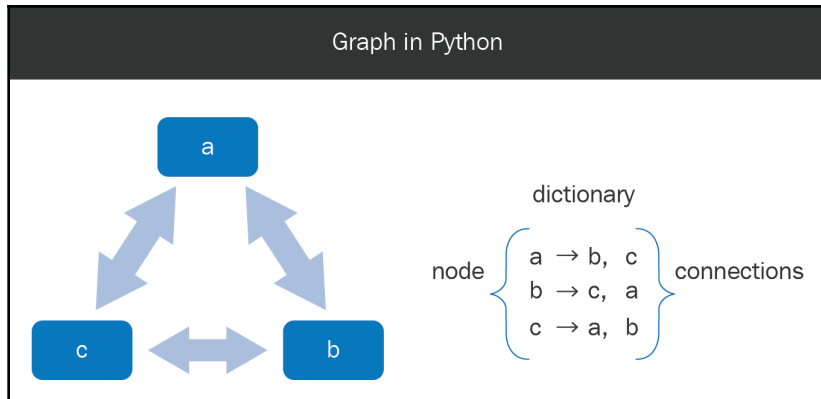 Graph in Python
a
c
b
dictionary
node
a → b, c
b → c, a
c → a, b
connections